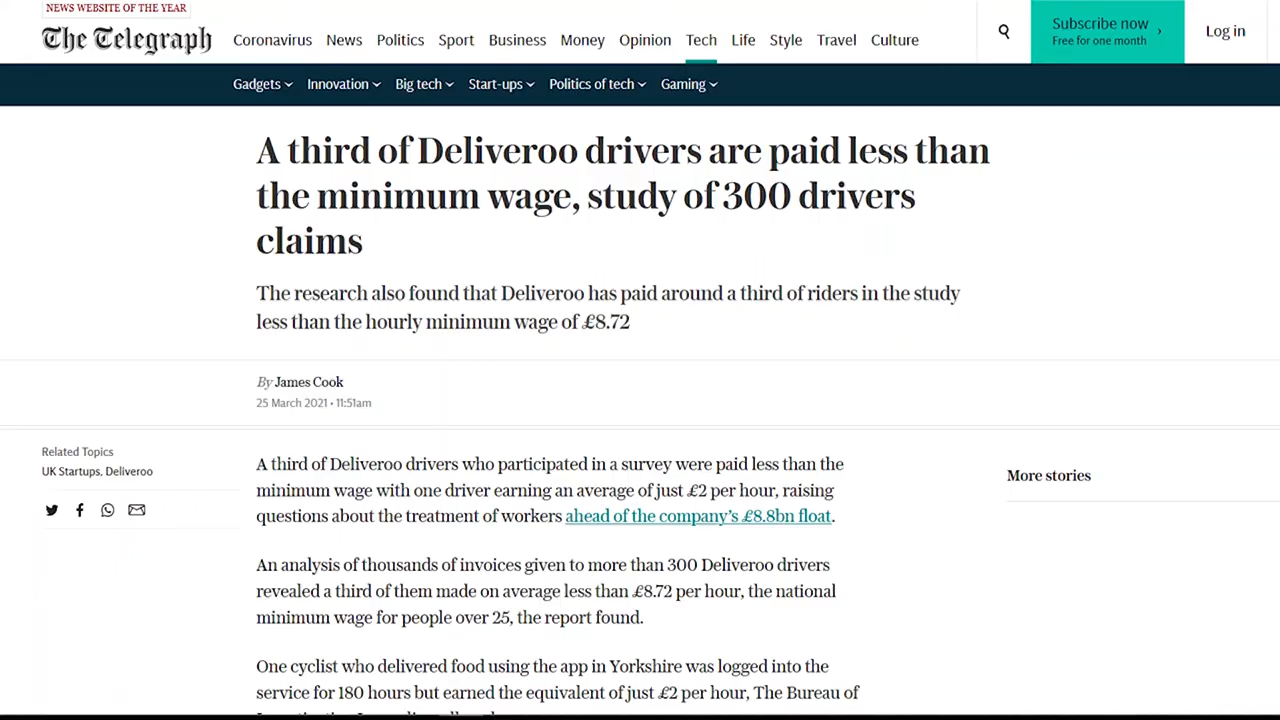 NEWS WEBSITE OF THE YEAR
The Telegraph
Coronavirus News Politics Sport Business Money Opinion Tech Life Style Travel Culture
Subscribe now
Free for one month
Log in
Gadgets Innovation Big tech Start-ups Politics of tech Gaming
A third of Deliveroo drivers are paid less than
the minimum wage, study of 300 drivers
claims
The research also found that Deliveroo has paid around a third of riders in the study
less than the hourly minimum wage of £8.72
By James Cook
25 March 2021 • 11:51am
Related Topics
UK Startups, Deliveroo
A third of Deliveroo drivers who participated in a survey were paid less than the
minimum wage with one driver earning an average of just £2 per hour, raising
questions about the treatment of workers ahead of the company's £8.8bn float.
More stories
An analysis of thousands of invoices given to more than 300 Deliveroo drivers
revealed a third of them made on average less than £8.72 per hour, the national
minimum wage for people over 25, the report found.
One cyclist who delivered food using the app in Yorkshire was logged into the
service for 180 hours but earned the equivalent of just £2 per hour, The Bureau of